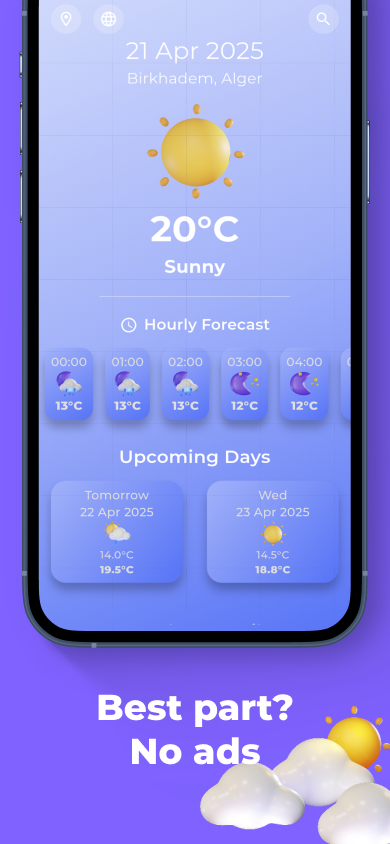 21 Apr 2025
Birkhadem, Alger
20°C
Sunny
Hourly Forecast
00:00 01:00 02:00 03:00 04:00
13°C 13°C 13°C 12°C 12°C
Upcoming Days
Tomorrow Wed
22 Apr 2025 23 Apr 2025
14.0°C 14.5°C
19.5°C 18.8°C
Best part?
No ads